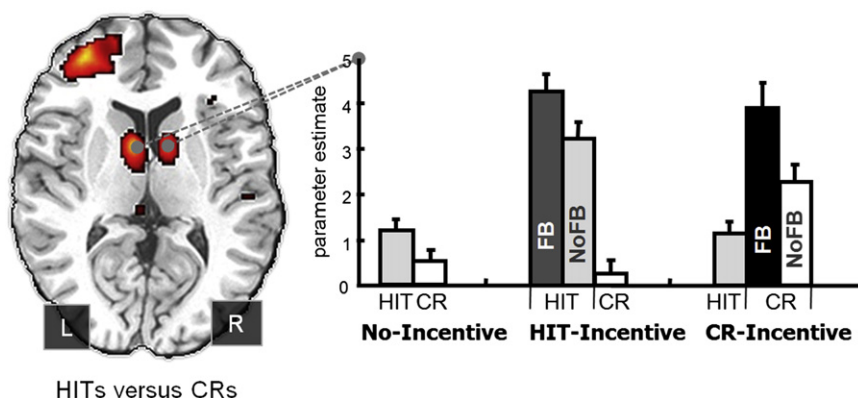 L
R
HITs versus CRs
parameter estimate
5
4
3
2
1
0
FB
NoFB
FB
NoFB
HIT CR
HIT
CR
HIT
CR
No-Incentive
HIT-Incentive
CR-Incentive